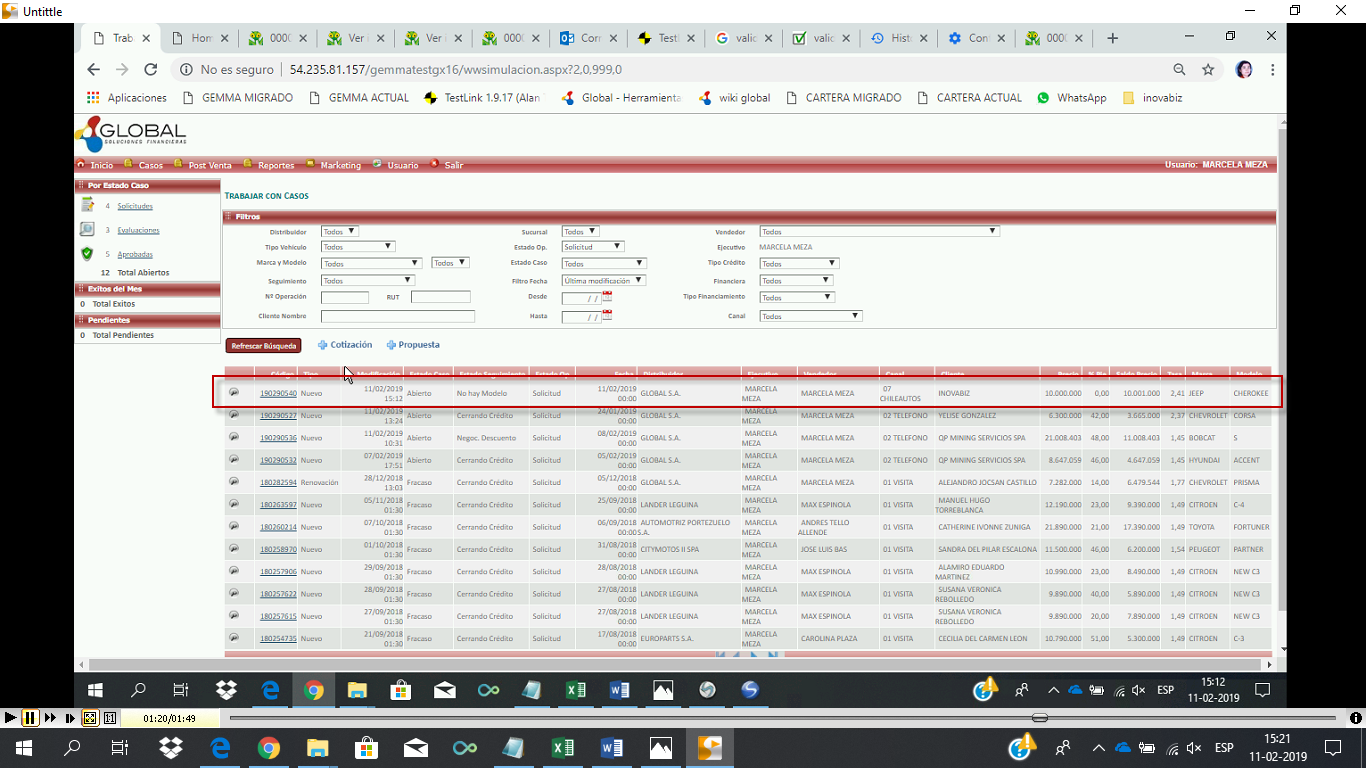 Untittle
Trab Hom 000( Ver Ver 000( Corr Test valid valid Hist Con 000(
No es seguro 54.235.81.157/gemmatestgx16/wwsimulacion.aspx?2,0,999,0
Aplicaciones GEMMA MIGRADO GEMMA ACTUAL TestLink 1.9.17 (Alan Global - Herramienta wiki global CARTERA MIGRADO CARTERA ACTUAL WhatsApp inovabiz
GLOBAL
SOLUCIONES FINANCIERAS
Inicio Casos Post Venta Reportes Marketing Usuario Salir Usuario: MARCELA MEZA
Por Estado Caso
4 Solicitudes
3 Evaluaciones
5 Aprobadas
12 Total Abiertos
Exitos del Mes
0 Total Exitos
Pendientes
0 Total Pendientes
TRABAJAR CON CASOS
Filtros
Distribuidor Todos Sucursal Todos Vendedor Todos
Tipo Vehículo Todos Estado Op. Solicitud Ejecutivo MARCELA MEZA
Marca y Modelo Todos Todos Estado Caso Todos Tipo Crédito Todos
Seguimiento Todos Filtro Fecha Última modificación Financiera Todos
Nº Operación RUT Desde / / Tipo Financiamiento Todos
Cliente Nombre Hasta / / Canal Todos
Refrescar Búsqueda Cotización Propuesta
Código Tipo Modificación Estado Caso Estado Seguimiento Estado Op. Fecha Distribuidor Ejecutivo Vendedor Canal Cliente Precio % Pie Saldo Precio Tasa Marca Modelo
190290540 Nuevo 11/02/2019 15:12 Abierto No hay Modelo Solicitud 11/02/2019 00:00 GLOBAL S.A. MARCELA MEZA MARCELA MEZA 07 CHILEAUTOS INOVABIZ 10.000.000 0,00 10.001.000 2,41 JEEP CHEROKEE
190290527 Nuevo 11/02/2019 13:24 Abierto Cerrando Crédito Solicitud 24/01/2019 00:00 GLOBAL S.A. MARCELA MEZA MARCELA MEZA 02 TELEFONO YELISE GONZALEZ 6.300.000 42,00 3.665.000 2,37 CHEVROLET CORSA
190290536 Nuevo 11/02/2019 10:31 Abierto Negoc. Descuento Solicitud 08/02/2019 00:00 GLOBAL S.A. MARCELA MEZA MARCELA MEZA 02 TELEFONO QP MINING SERVICIOS SPA 21.008.403 48,00 11.008.403 1,45 BOBCAT S
190290532 Nuevo 07/02/2019 17:51 Abierto Cerrando Crédito Solicitud 05/02/2019 00:00 GLOBAL S.A. MARCELA MEZA MARCELA MEZA 02 TELEFONO QP MINING SERVICIOS SPA 8.647.059 46,00 4.647.059 1,45 HYUNDAI ACCENT
180282594 Renovación 28/12/2018 13:03 Fracaso Cerrando Crédito Solicitud 05/12/2018 00:00 GLOBAL S.A. MARCELA MEZA MARCELA MEZA 01 VISITA ALEJANDRO JOCSAN CASTILLO 7.282.000 14,00 6.479.544 1,77 CHEVROLET PRISMA
180263597 Nuevo 05/11/2018 01:30 Fracaso Cerrando Crédito Solicitud 25/09/2018 00:00 LANDER LEGUINA MARCELA MEZA MAX ESPINOLA 01 VISITA MANUEL HUGO TORREBLANCA 12.190.000 23,00 9.390.000 1,49 CITROEN C-4
180260214 Nuevo 07/10/2018 01:30 Fracaso Cerrando Crédito Solicitud 06/09/2018 00:00 AUTOMOTRIZ PORTEZUELO S.A. MARCELA MEZA ANDRES TELLO ALLENDE 01 VISITA CATHERINE IVONNE ZUNIGA 21.890.000 21,00 17.390.000 1,49 TOYOTA FORTUNER
180258970 Nuevo 01/10/2018 01:30 Fracaso Cerrando Crédito Solicitud 31/08/2018 00:00 CITYMOTOS II SPA MARCELA MEZA JOSE LUIS BAS 01 VISITA SANDRA DEL PILAR ESCALONA 11.500.000 46,00 6.200.000 1,54 PEUGEOT PARTNER
180257906 Nuevo 29/09/2018 01:30 Fracaso Cerrando Crédito Solicitud 28/08/2018 00:00 LANDER LEGUINA MARCELA MEZA MAX ESPINOLA 01 VISITA ALAMIRO EDUARDO MARTINEZ 10.990.000 23,00 8.490.000 1,49 CITROEN NEW C3
180257622 Nuevo 28/09/2018 01:30 Fracaso Cerrando Crédito Solicitud 27/08/2018 00:00 LANDER LEGUINA MARCELA MEZA MAX ESPINOLA 01 VISITA SUSANA VERONICA REBOLLEDO 9.890.000 40,00 5.890.000 1,49 CITROEN NEW C3
180257615 Nuevo 27/09/2018 01:30 Fracaso Cerrando Crédito Solicitud 27/08/2018 00:00 LANDER LEGUINA MARCELA MEZA MAX ESPINOLA 01 VISITA SUSANA VERONICA REBOLLEDO 9.890.000 20,00 7.890.000 1,49 CITROEN NEW C3
180254735 Nuevo 21/09/2018 01:30 Fracaso Cerrando Crédito Solicitud 17/08/2018 00:00 EUROPARTS S.A. MARCELA MEZA CAROLINA PLAZA 01 VISITA CECILIA DEL CARMEN LEON 10.790.000 51,00 5.300.000 1,49 CITROEN C-3
ESP 15:12
11-02-2019
01:20/01:49
ESP 15:21
11-02-2019